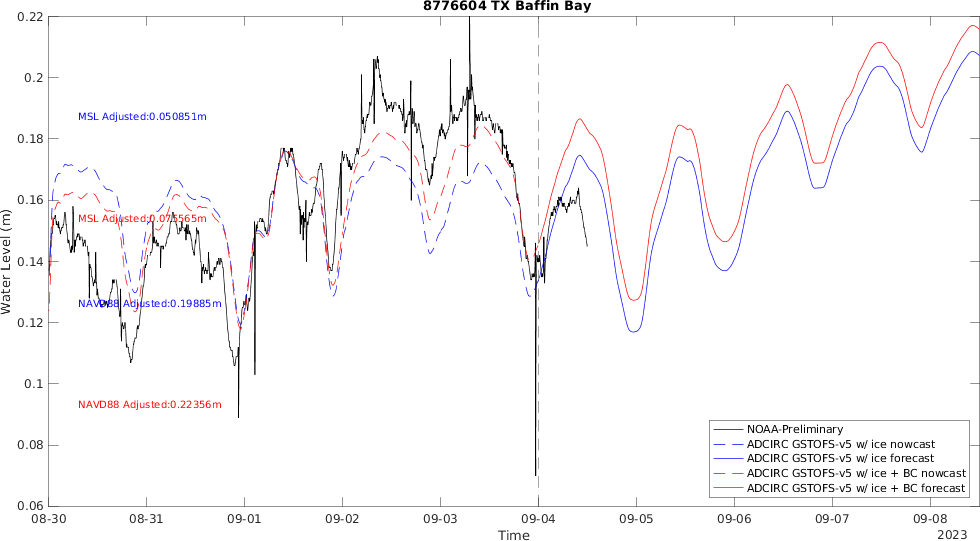 8776604 TX Baffin Bay
0.22
0.2
0.18
0.16
0.14
0.12
0.1
0.08
0.06
Water Level (m)
MSL Adjusted:0.050851m
MSL Adjusted:0.075565m
NAVD88 Adjusted:0.19885m
NAVD88 Adjusted:0.22356m
NOAA-Preliminary
ADCIRC GSTOFS-v5 w/ ice nowcast
ADCIRC GSTOFS-v5 w/ ice forecast
ADCIRC GSTOFS-v5 w/ ice + BC nowcast
ADCIRC GSTOFS-v5 w/ ice + BC forecast
08-30 08-31 09-01 09-02 09-03 09-04 09-05 09-06 09-07 09-08
Time
2023